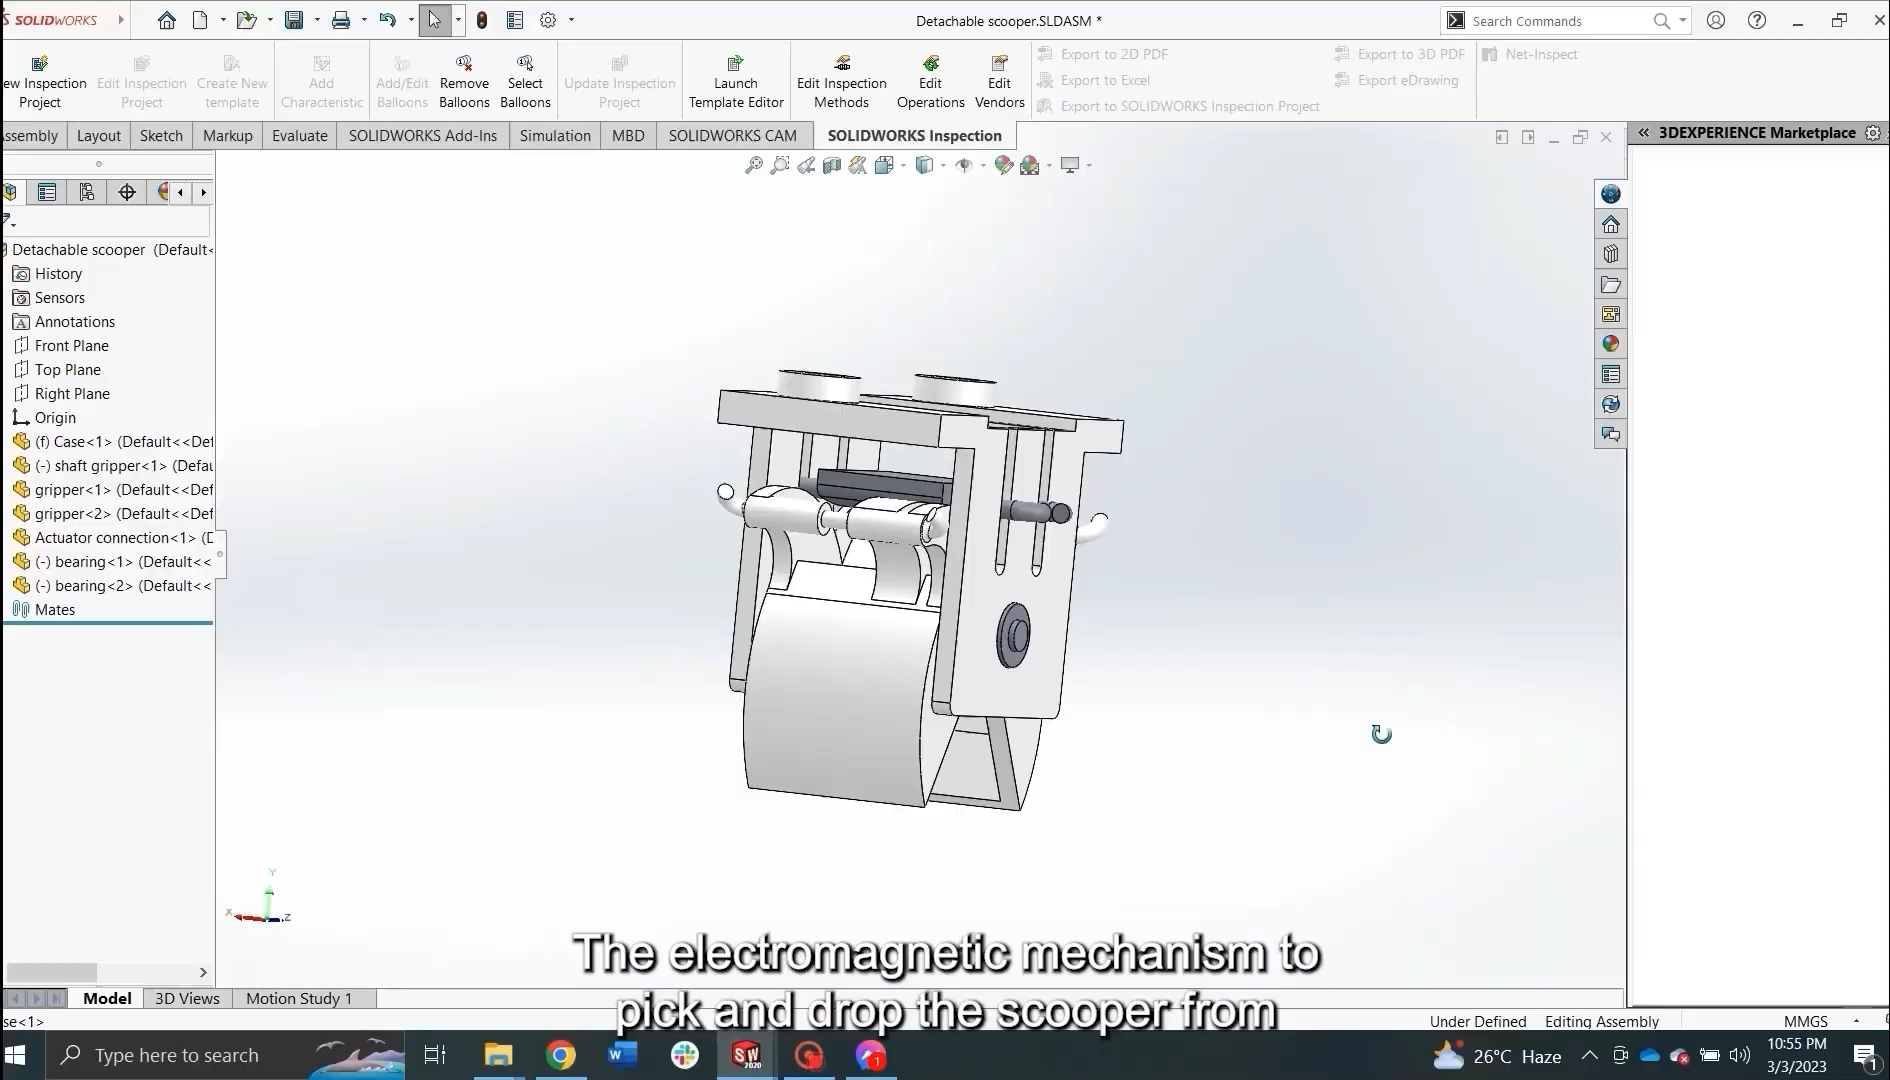 SOLIDWORKS
Detachable scooper.SLDASM *
Search Commands
ew Inspection
Project
Edit Inspection
Project
Create New
template
Add
Characteristic
Add/Edit
Balloons
Remove
Balloons
Select
Balloons
Update Inspection
Project
Launch
Template Editor
Edit Inspection
Methods
Edit
Operations
Edit
Vendors
Export to 2D PDF
Export to Excel
Export to SOLIDWORKS Inspection Project
Export to 3D PDF
Export eDrawing
Net-Inspect
Assembly
Layout
Sketch
Markup
Evaluate
SOLIDWORKS Add-Ins
Simulation
MBD
SOLIDWORKS CAM
SOLIDWORKS Inspection
3DEXPERIENCE Marketplace
Detachable scooper (Default<
History
Sensors
Annotations
Front Plane
Top Plane
Right Plane
Origin
(f) Case<1> (Default<<Def
(-) shaft gripper<1> (Defau
gripper<1> (Default<<Def
gripper<2> (Default<<Def
Actuator connection<1> (D
(-) bearing<1> (Default<<
(-) bearing<2> (Default<<
Mates
Y
X
Z
The electromagnetic mechanism to
pick and drop the scooper from
Model
3D Views
Motion Study 1
se<1>
Under Defined
Editing Assembly
MMGS
Type here to search
W
SW
2020
1
26°C Haze
10:55 PM
3/3/2023
1